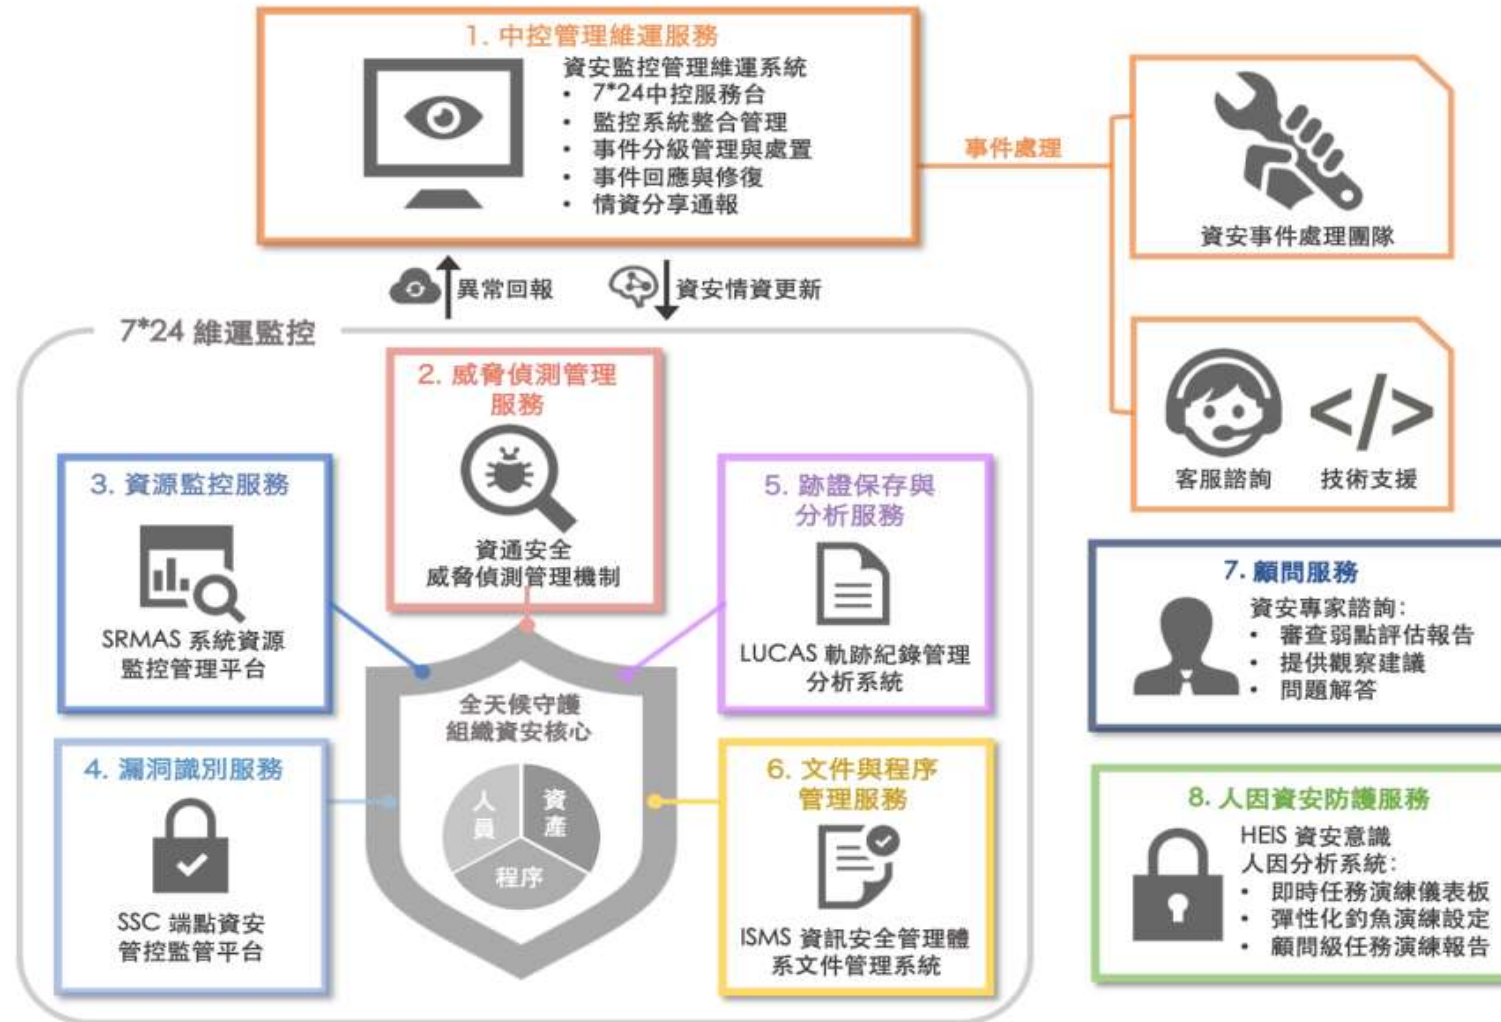 1. 中控管理維運服務
資安監控管理維運系統
• 7*24中控服務台
• 監控系統整合管理
• 事件分級管理與處置
• 事件回應與修復
• 情資分享通報
事件處理
資安事件處理團隊
客服諮詢
</>
技術支援
異常回報
資安情資更新
7*24 維運監控
2. 威脅偵測管理
服務
資通安全
威脅偵測管理機制
3. 資源監控服務
SRMAS 系統資源
監控管理平台
4. 漏洞識別服務
SSC 端點資安
管控監管平台
全天候守護
組織資安核心
人員
資產
程序
5. 跡證保存與
分析服務
LUCAS 軌跡紀錄管理
分析系統
6. 文件與程序
管理服務
ISMS 資訊安全管理體
系文件管理系統
7. 顧問服務
資安專家諮詢：
• 審查弱點評估報告
• 提供觀察建議
• 問題解答
8. 人因資安防護服務
HEIS 資安意識
人因分析系統：
• 即時任務演練儀表板
• 彈性化釣魚演練設定
• 顧問級任務演練報告